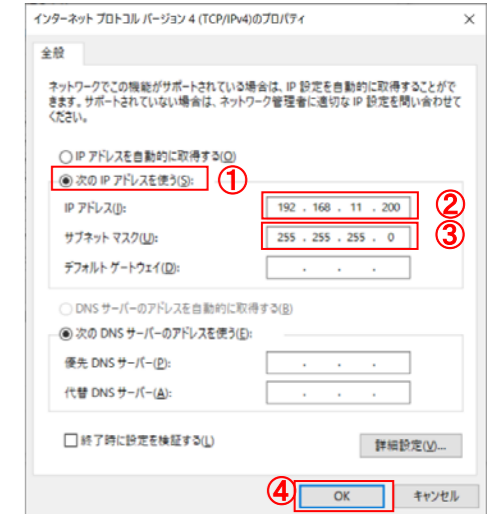 インターネット プロトコル バージョン 4 (TCP/IPv4)のプロパティ
全般
ネットワークでこの機能がサポートされている場合は、IP 設定を自動的に取得することがで
きます。サポートされていない場合は、ネットワーク管理者に適切な IP 設定を問い合わせて
ください。
IP アドレスを自動的に取得する(O)
次の IP アドレスを使う(S): ①
IP アドレス(I): 192 . 168 . 11 . 200 ②
サブネット マスク(U): 255 . 255 . 255 . 0 ③
デフォルト ゲートウェイ(D): . . .
DNS サーバーのアドレスを自動的に取得する(B)
次の DNS サーバーのアドレスを使う(E):
優先 DNS サーバー(P): . . .
代替 DNS サーバー(A): . . .
終了時に設定を検証する(L)
詳細設定(V)...
④ OK キャンセル